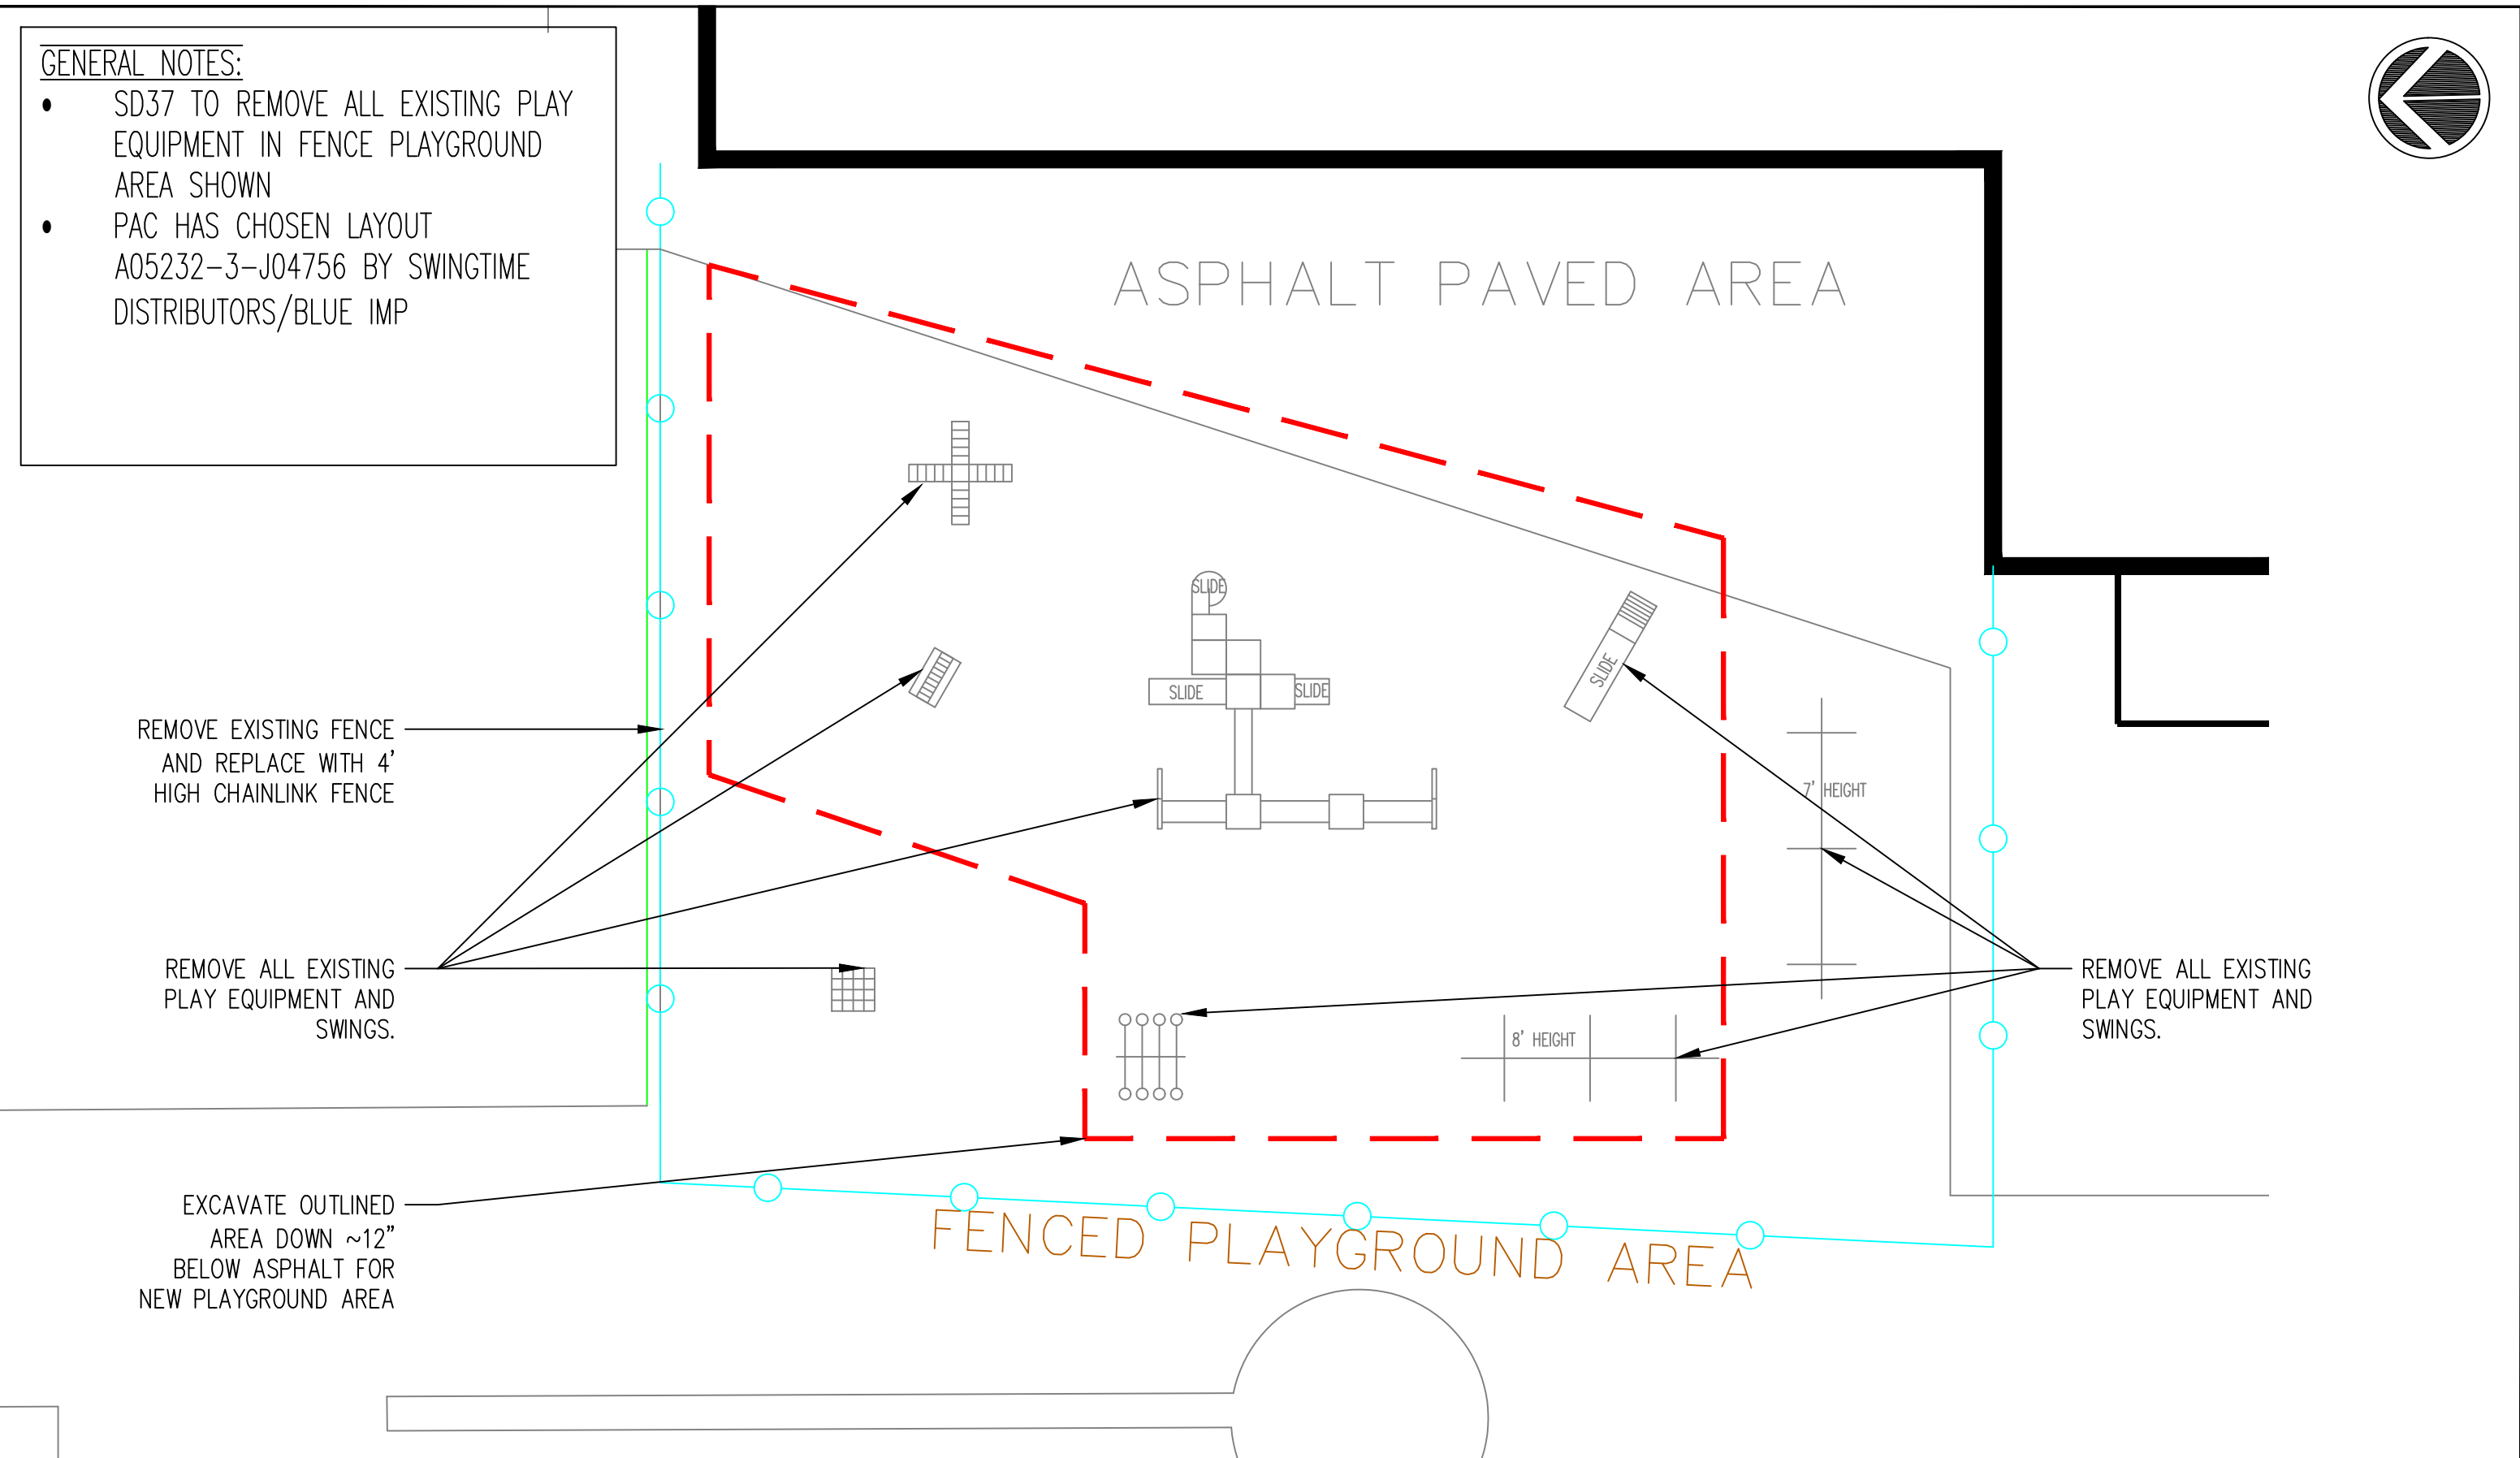 GENERAL NOTES:
• SD37 TO REMOVE ALL EXISTING PLAY
EQUIPMENT IN FENCE PLAYGROUND
AREA SHOWN
• PAC HAS CHOSEN LAYOUT
A05232-3-J04756 BY SWINGTIME
DISTRIBUTORS/BLUE IMP
ASPHALT PAVED AREA
SLIDE
SLIDE
SLIDE
SLIDE
REMOVE EXISTING FENCE
AND REPLACE WITH 4'
HIGH CHAINLINK FENCE
7' HEIGHT
REMOVE ALL EXISTING
PLAY EQUIPMENT AND
SWINGS.
8' HEIGHT
REMOVE ALL EXISTING
PLAY EQUIPMENT AND
SWINGS.
EXCAVATE OUTLINED
AREA DOWN ~12"
BELOW ASPHALT FOR
NEW PLAYGROUND AREA
FENCED PLAYGROUND AREA